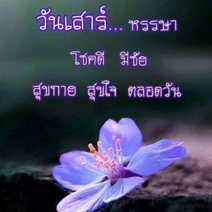 วันเสาร์... หรรษา
โชคดี มีชัย
สุขกาย สุขใจ ตลอดวัน